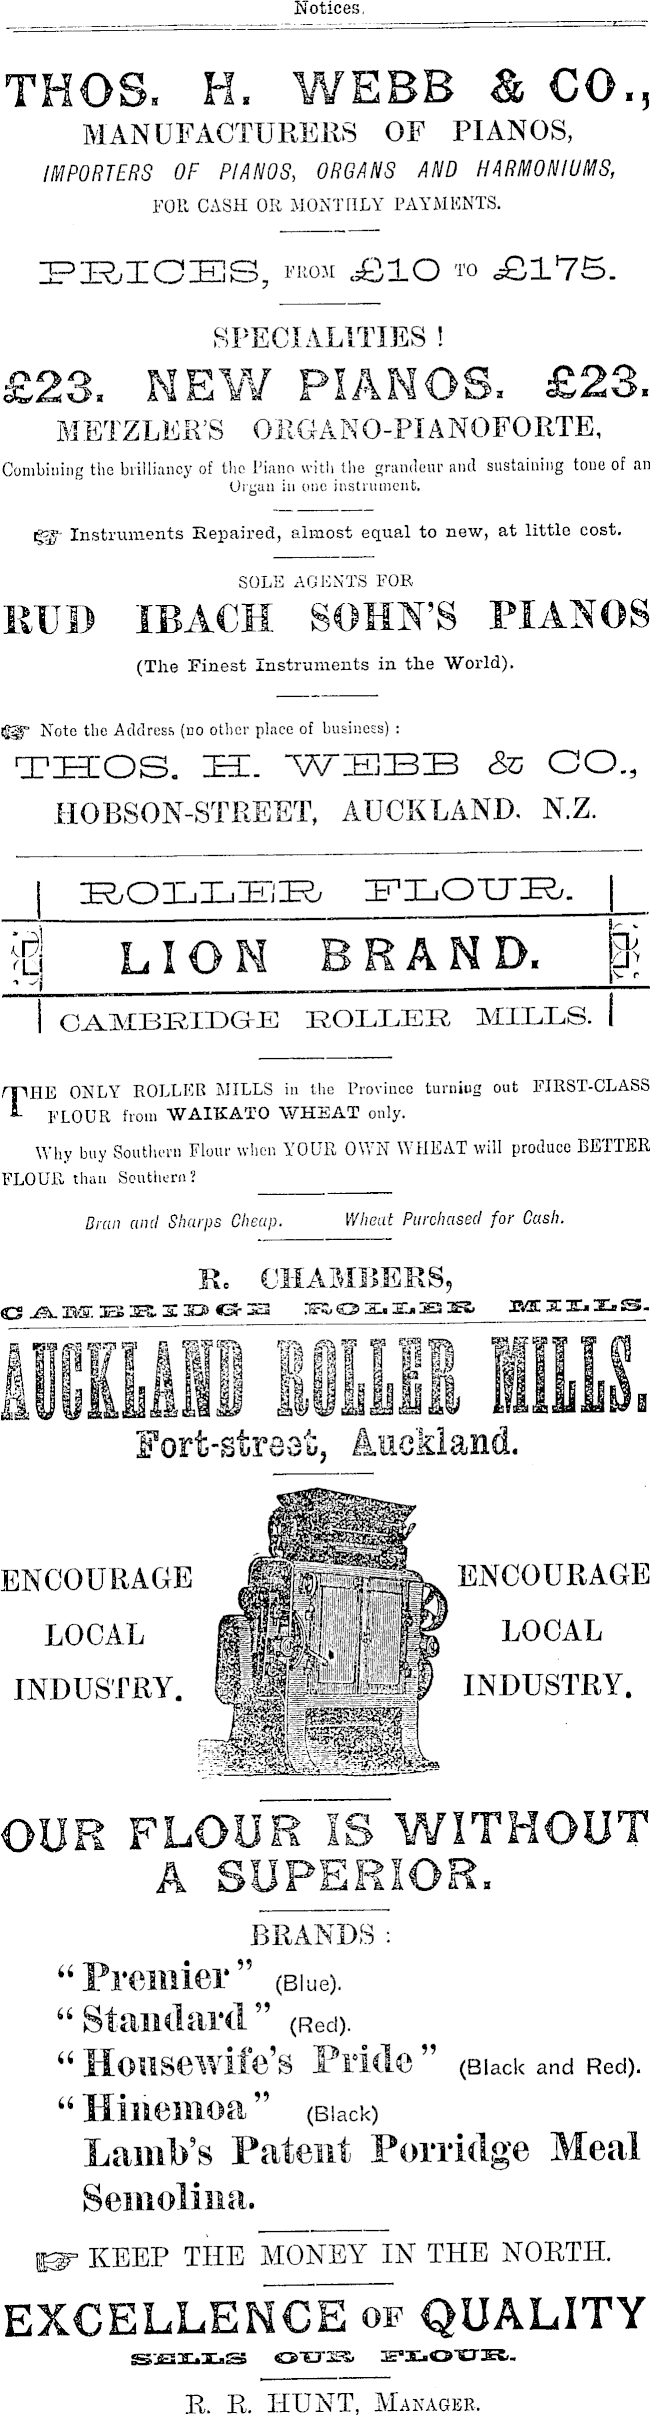 Notices.
THOS. H. WEBB & CO.,
MANUFACTURERS OF PIANOS,
IMPORTERS OF PIANOS, ORGANS AND HARMONIUMS,
FOR CASH OR MONTHLY PAYMENTS.
PRICES, FROM £10 TO £175.
SPECIALITIES!
£23. NEW PIANOS. £23.
METZLER'S ORGANO-PIANOFORTE,
Combining the brilliancy of the Piano with the grandeur and sustaining tone of an
Organ in one instrument.
☞ Instruments Repaired, almost equal to new, at little cost.
SOLE AGENTS FOR
RUD IBACH SOHN'S PIANOS
(The Finest Instruments in the World).
☞ Note the Address (no other place of business) :
THOS. H. WEBB & CO.,
HOBSON-STREET, AUCKLAND. N.Z.
ROLLER FLOUR.
LION BRAND.
CAMBRIDGE ROLLER MILLS.
THE ONLY ROLLER MILLS in the Province turning out FIRST-CLASS
FLOUR from WAIKATO WHEAT only.
Why buy Southern Flour when YOUR OWN WHEAT will produce BETTER
FLOUR than Southern?
Bran and Sharps Cheap. Wheat Purchased for Cash.
R. CHAMBERS,
CAMBRIDGE ROLLER MILLS.
AUCKLAND ROLLER MILLS.
Fort-street, Auckland.
ENCOURAGE
LOCAL
INDUSTRY.
ENCOURAGE
LOCAL
INDUSTRY.
OUR FLOUR IS WITHOUT
A SUPERIOR.
BRANDS :
"Premier" (Blue).
"Standard" (Red).
"Housewife's Pride" (Black and Red).
"Hinemoa" (Black)
Lamb's Patent Porridge Meal
Semolina.
☞ KEEP THE MONEY IN THE NORTH.
EXCELLENCE OF QUALITY
SELLS OUR FLOUR.
R. R. HUNT, MANAGER.